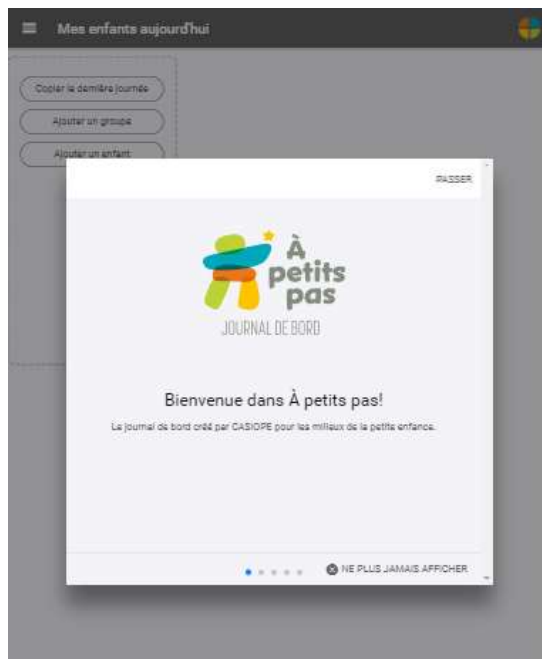 Mes enfants aujourd'hui
Copier la dernière journée
Ajouter un groupe
Ajouter un enfant
PASSER
À
petits
pas
JOURNAL DE BORD
Bienvenue dans À petits pas!
Le journal de bord créé par CASIOPE pour les milieux de la petite enfance.
NE PLUS JAMAIS AFFICHER